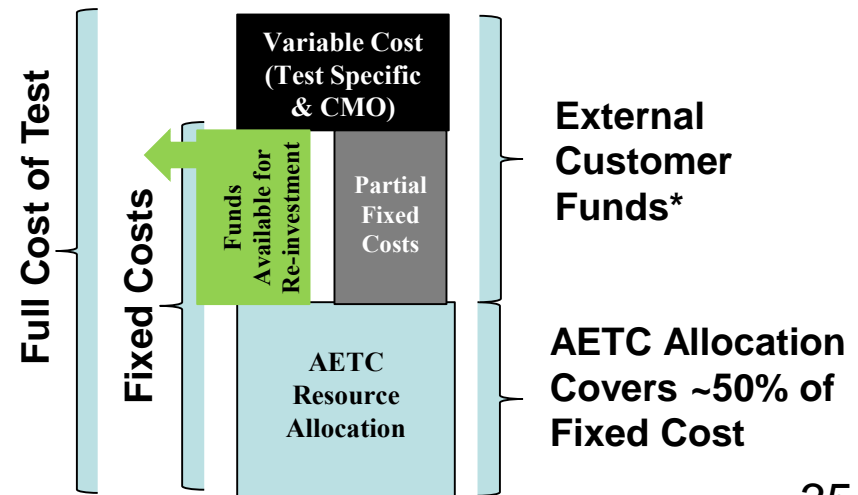 Full Cost of Test
Fixed Costs
Variable Cost
(Test Specific
& CMO)
Funds
Available for
Re-investment
Partial
Fixed
Costs
AETC
Resource
Allocation
External
Customer
Funds*
AETC Allocation
Covers ~50% of
Fixed Cost